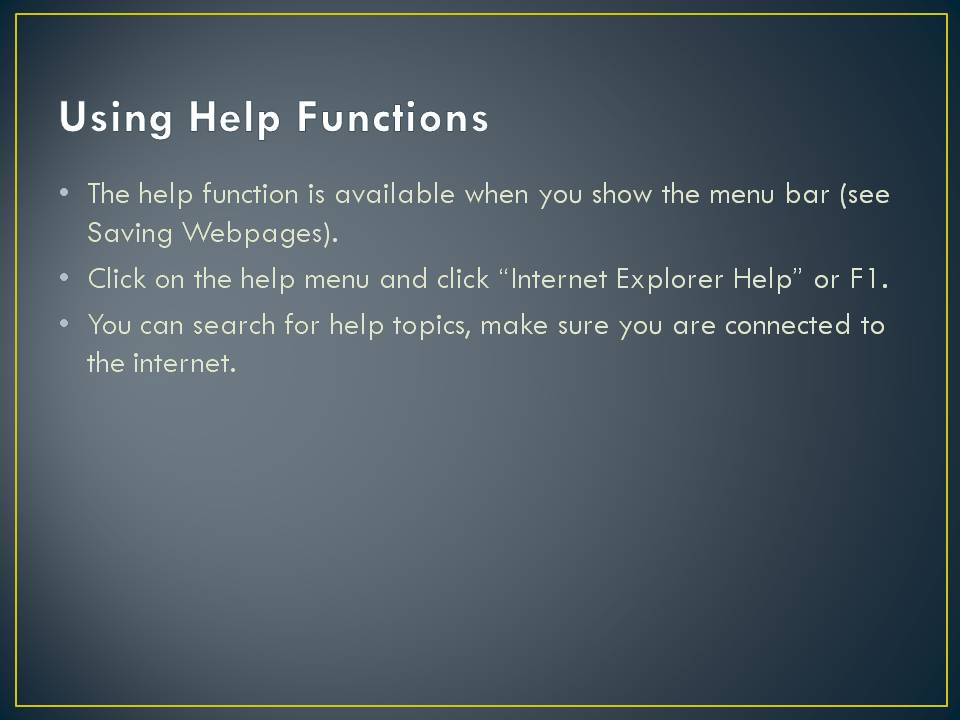 Using Help Functions
• The help function is available when you show the menu bar (see
Saving Webpages).
• Click on the help menu and click “Internet Explorer Help” or F1.
• You can search for help topics, make sure you are connected to
the internet.